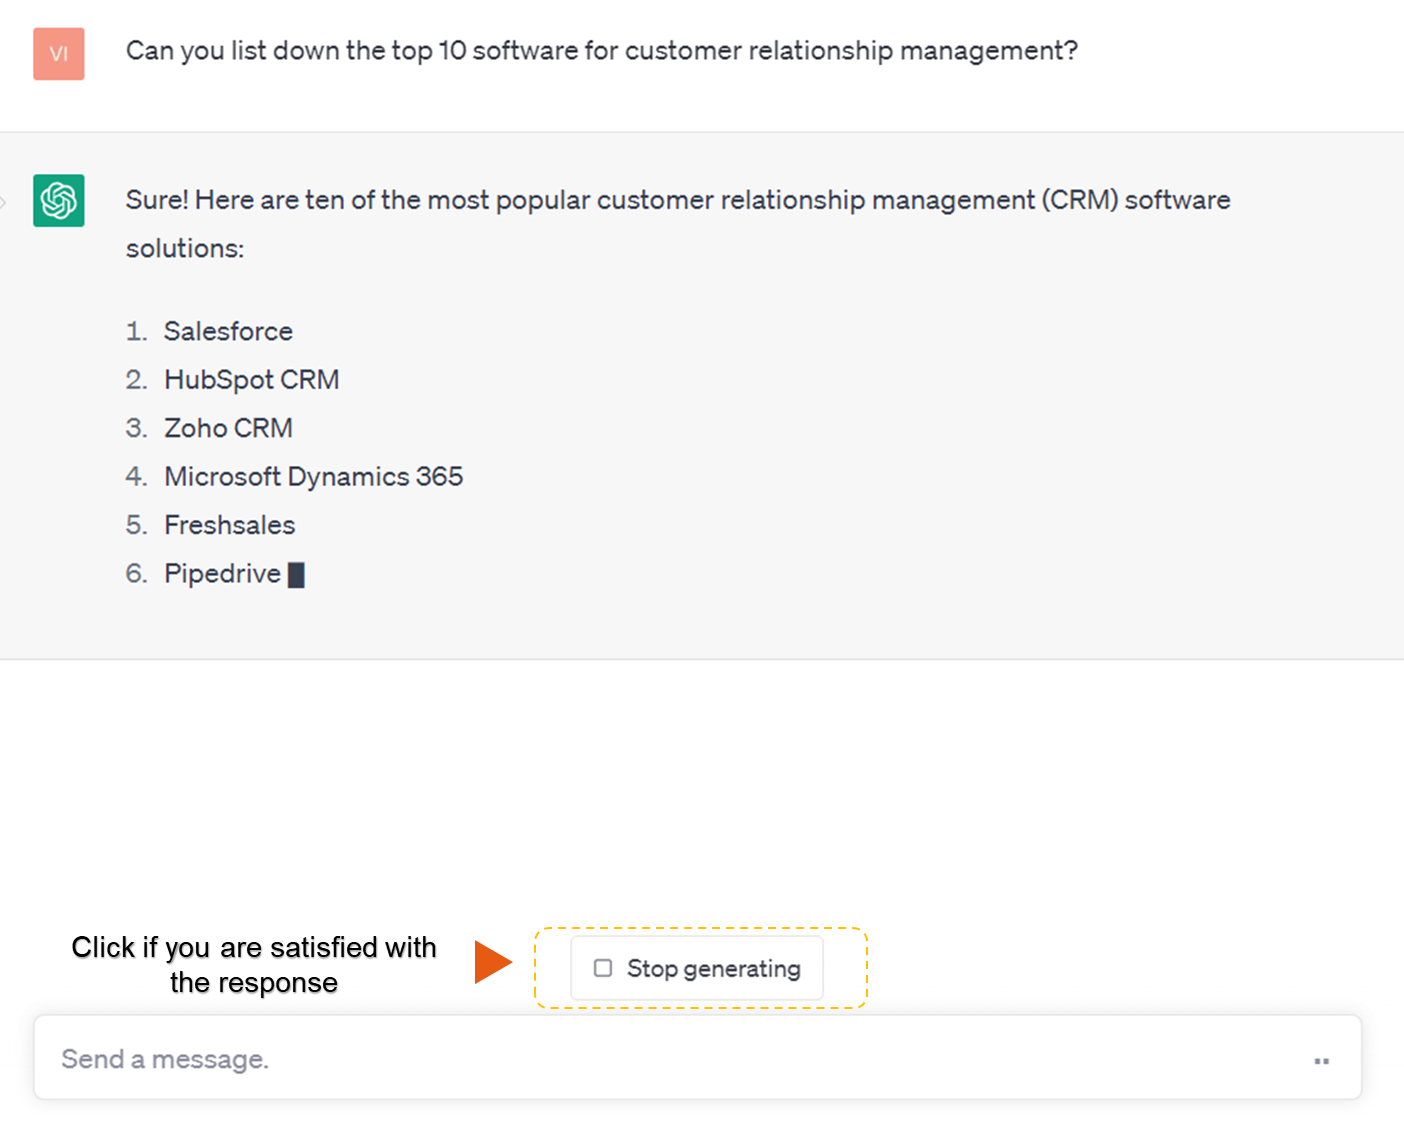 VI
Can you list down the top 10 software for customer relationship management?
Sure! Here are ten of the most popular customer relationship management (CRM) software
solutions:
1. Salesforce
2. HubSpot CRM
3. Zoho CRM
4. Microsoft Dynamics 365
5. Freshsales
6. Pipedrive
Click if you are satisfied with
the response
Stop generating
Send a message.